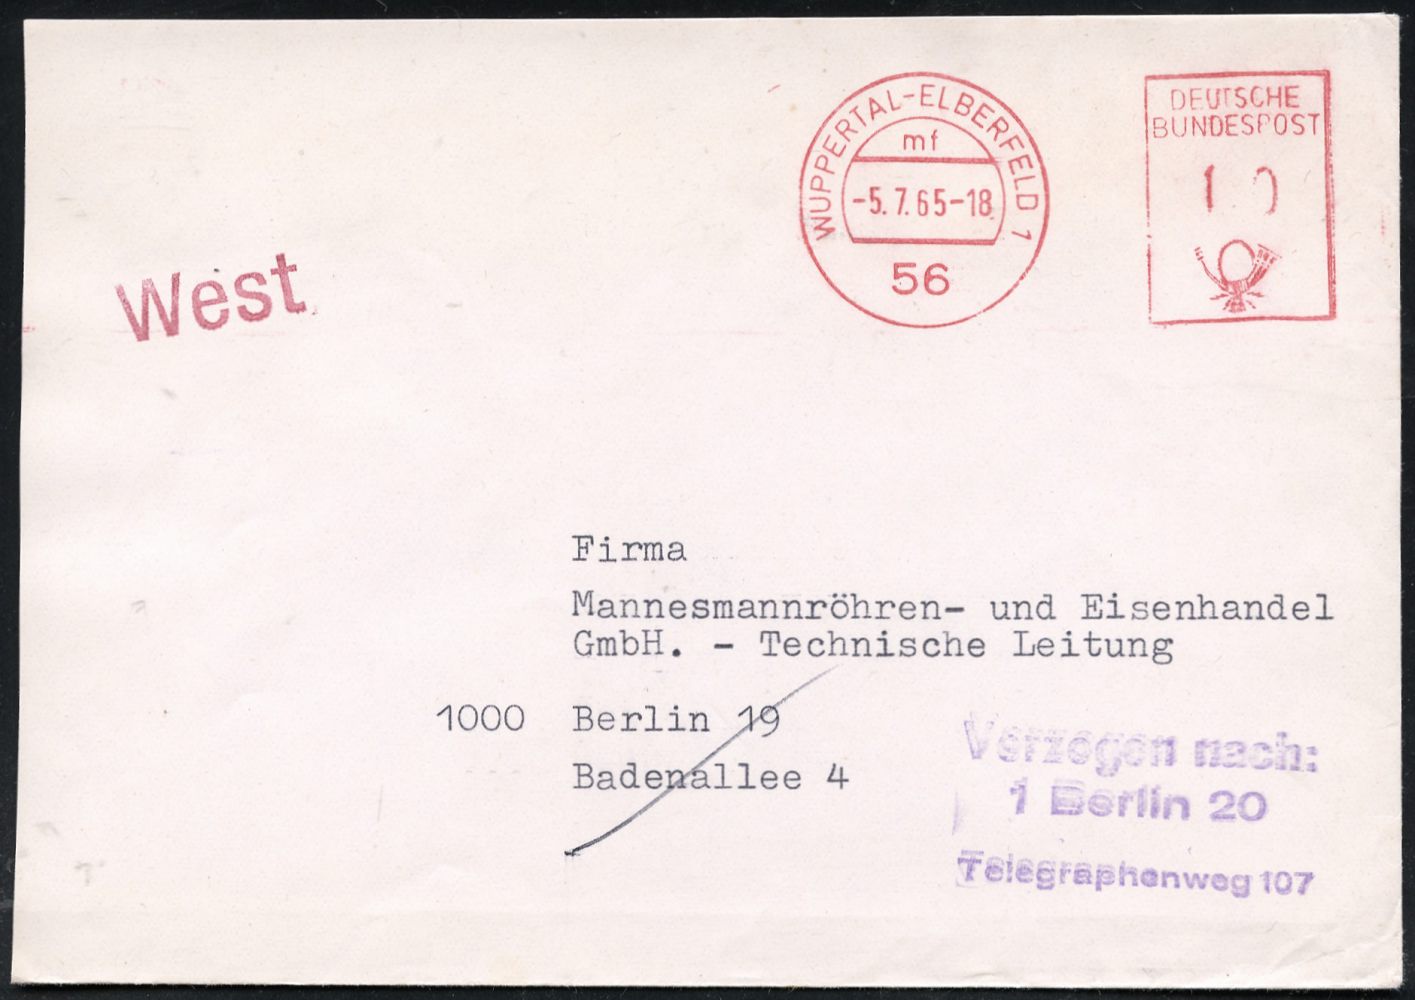 WUPPERTAL-ELBERFELD 1
mf
-5.7.65-18
56
DEUTSCHE
BUNDESPOST
West
Firma
Mannesmannröhren- und Eisenhandel
GmbH. - Technische Leitung
1000 Berlin 19
Badenallee 4
Verzogen nach:
1 Berlin 20
Telegraphenweg 107